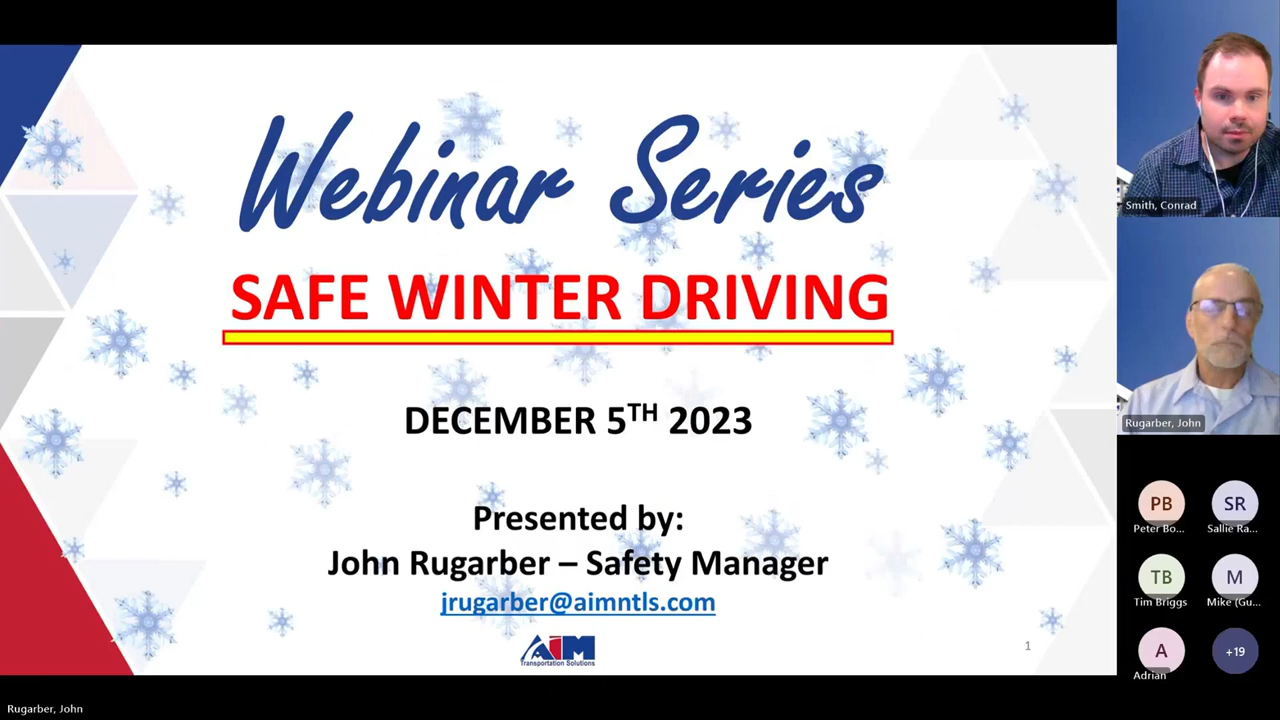 Webinar Series
SAFE WINTER DRIVING
DECEMBER 5TH 2023
Presented by:
John Rugarber – Safety Manager
jrugarber@aimntls.com
AIM
Transportation Solutions
1
Smith, Conrad
Rugarber, John
PB
Peter Bo...
SR
Sallie Ra...
TB
Tim Briggs
M
Mike (Gu...
A
Adrian
+19
Rugarber, John